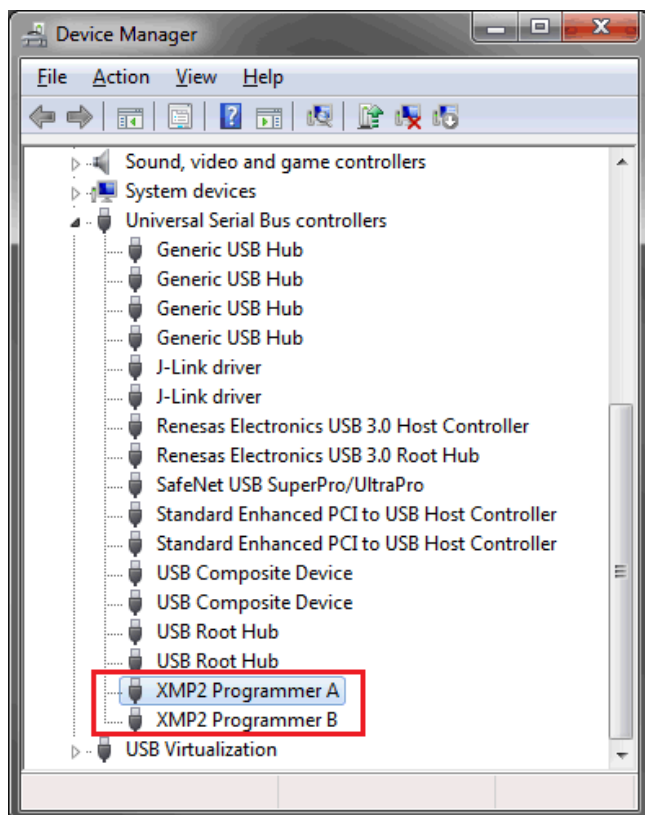 Device Manager
File Action View Help
Sound, video and game controllers
System devices
Universal Serial Bus controllers
Generic USB Hub
Generic USB Hub
Generic USB Hub
Generic USB Hub
J-Link driver
J-Link driver
Renesas Electronics USB 3.0 Host Controller
Renesas Electronics USB 3.0 Root Hub
SafeNet USB SuperPro/UltraPro
Standard Enhanced PCI to USB Host Controller
Standard Enhanced PCI to USB Host Controller
USB Composite Device
USB Composite Device
USB Root Hub
USB Root Hub
XMP2 Programmer A
XMP2 Programmer B
USB Virtualization